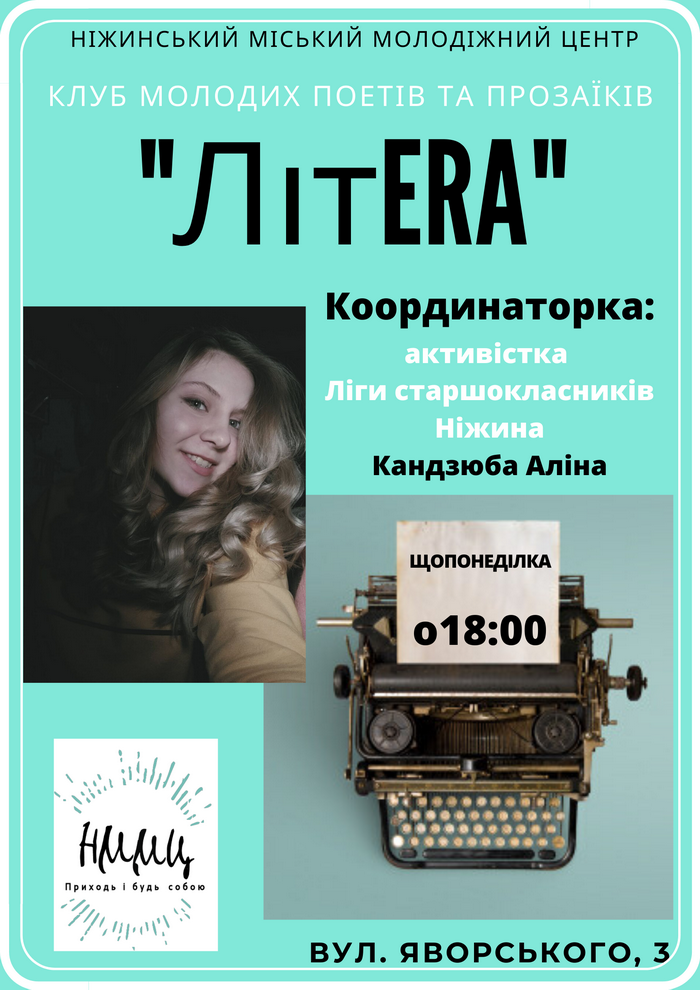 НІЖИНСЬКИЙ МІСЬКИЙ МОЛОДІЖНИЙ ЦЕНТР
КЛУБ МОЛОДИХ ПОЕТІВ ТА ПРОЗАЇКІВ
"ЛітERA"
Координаторка:
активістка
Ліги старшокласників
Ніжина
Кандзюба Аліна
ЩОПОНЕДІЛКА
о18:00
НММЦ
Приходь і будь собою
ВУЛ. ЯВОРСЬКОГО, 3